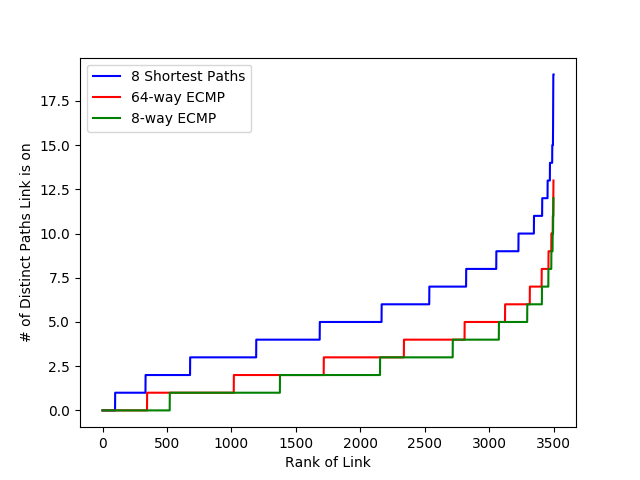 8 Shortest Paths
64-way ECMP
8-way ECMP
# of Distinct Paths Link is on
17.5
15.0
12.5
10.0
7.5
5.0
2.5
0.0
0 500 1000 1500 2000 2500 3000 3500
Rank of Link